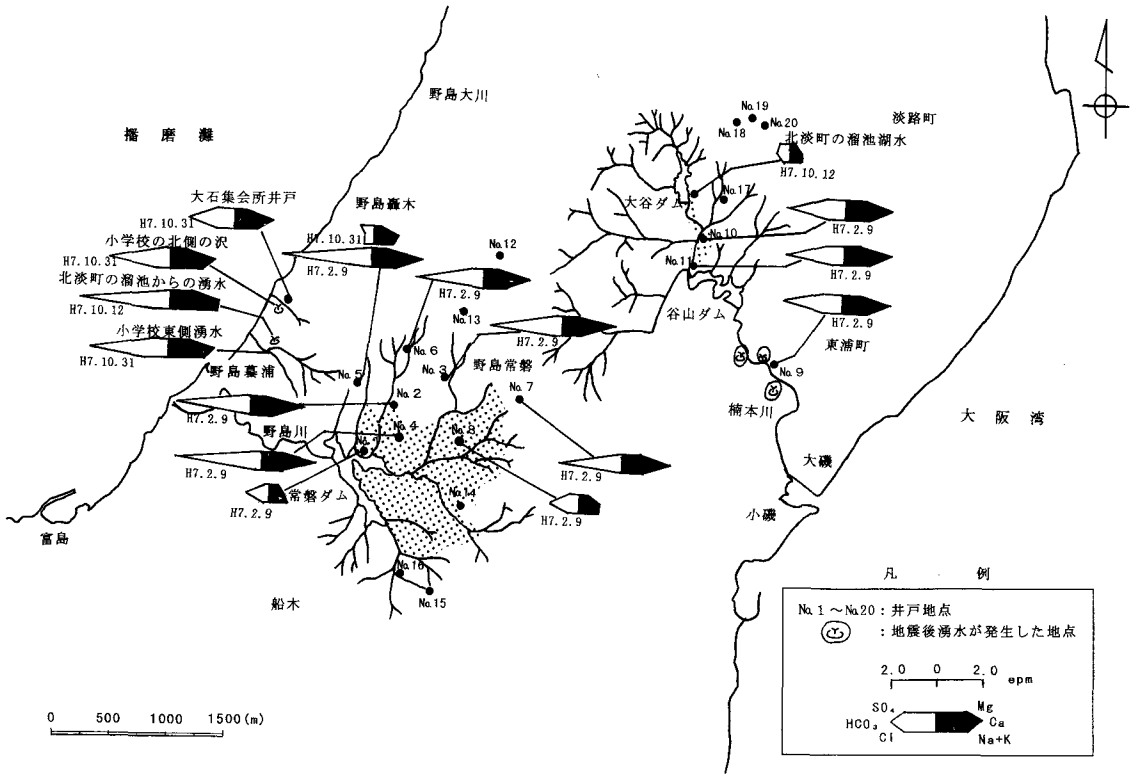 播磨灘
野島大川
淡路町
No.19
No.18
No.20
北淡町の溜池湖水
H7.10.12
大谷ダム
No.17
No.10
H7.2.9
No.11
H7.2.9
谷山ダム
H7.2.9
東浦町
No.9
楠本川
大阪湾
大磯
小磯
大石集会所井戸
H7.10.31
野島轟木
H7.10.31
H7.2.9
小学校の北側の沢
H7.10.31
北淡町の溜池からの湧水
H7.10.12
小学校東側湧水
H7.10.31
野島蟇浦
No.12
H7.2.9
No.13
H7.2.9
No.6
No.3
野島常磐
No.5
No.2
No.7
H7.2.9
野島川
No.4
No.8
No.1
H7.2.9
H7.2.9
常磐ダム
H7.2.9
H7.2.9
No.14
富島
No.16
No.15
船木
0 500 1000 1500(m)
凡例
No.1～No.20：井戸地点
：地震後湧水が発生した地点
2.0 0 2.0 epm
SO₄ Mg
HCO₃ Ca
Cl Na+K